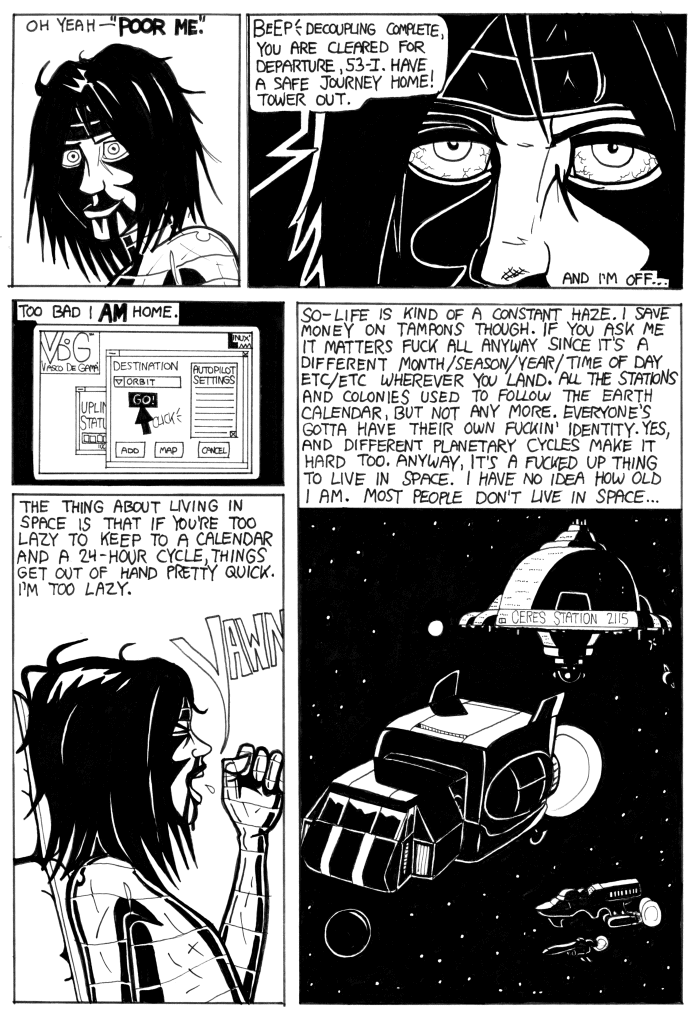 OH YEAH-"POOR ME."
BEEP DECOUPLING COMPLETE,
YOU ARE CLEARED FOR
DEPARTURE, 53-I. HAVE
A SAFE JOURNEY HOME!
TOWER OUT.
AND I'M OFF...
TOO BAD I AM HOME.
VDG™
VASCO DE GAMA
LINUX
DESTINATION
ORBIT
GO!
CLICK
AUTOPILOT
SETTINGS
UPLIN
STATU
ADD
MAP
CANCEL
SO-LIFE IS KIND OF A CONSTANT HAZE. I SAVE
MONEY ON TAMPONS THOUGH. IF YOU ASK ME
IT MATTERS FUCK ALL ANYWAY SINCE IT'S A
DIFFERENT MONTH/SEASON/YEAR/TIME OF DAY
ETC/ETC WHEREVER YOU LAND. ALL THE STATIONS
AND COLONIES USED TO FOLLOW THE EARTH
CALENDAR, BUT NOT ANY MORE. EVERYONE'S
GOTTA HAVE THEIR OWN FUCKIN' IDENTITY. YES,
AND DIFFERENT PLANETARY CYCLES MAKE IT
HARD TOO. ANYWAY, IT'S A FUCKED UP THING
TO LIVE IN SPACE. I HAVE NO IDEA HOW OLD
I AM. MOST PEOPLE DON'T LIVE IN SPACE...
THE THING ABOUT LIVING IN
SPACE IS THAT IF YOU'RE TOO
LAZY TO KEEP TO A CALENDAR
AND A 24-HOUR CYCLE, THINGS
GET OUT OF HAND PRETTY QUICK.
I'M TOO LAZY.
YAWN
CERES STATION 2115